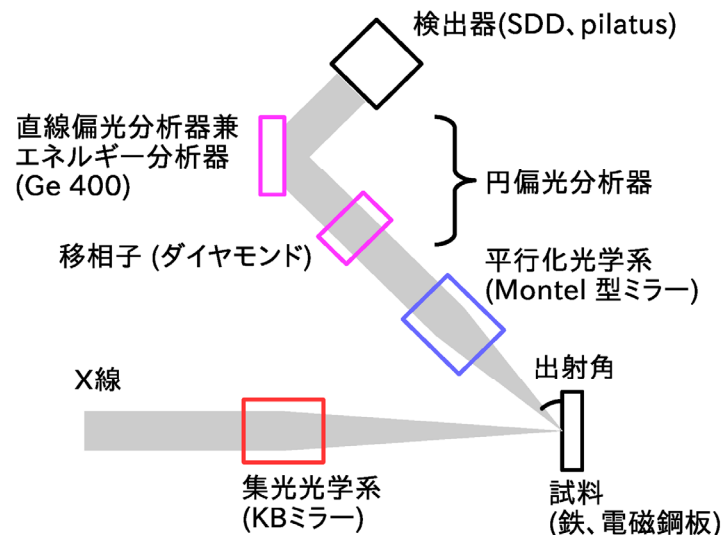 検出器(SDD、pilatus)
直線偏光分析器兼
エネルギー分析器
(Ge 400)
円偏光分析器
移相子 (ダイヤモンド)
平行化光学系
(Montel 型ミラー)
出射角
X線
集光光学系
(KBミラー)
試料
(鉄、電磁鋼板)